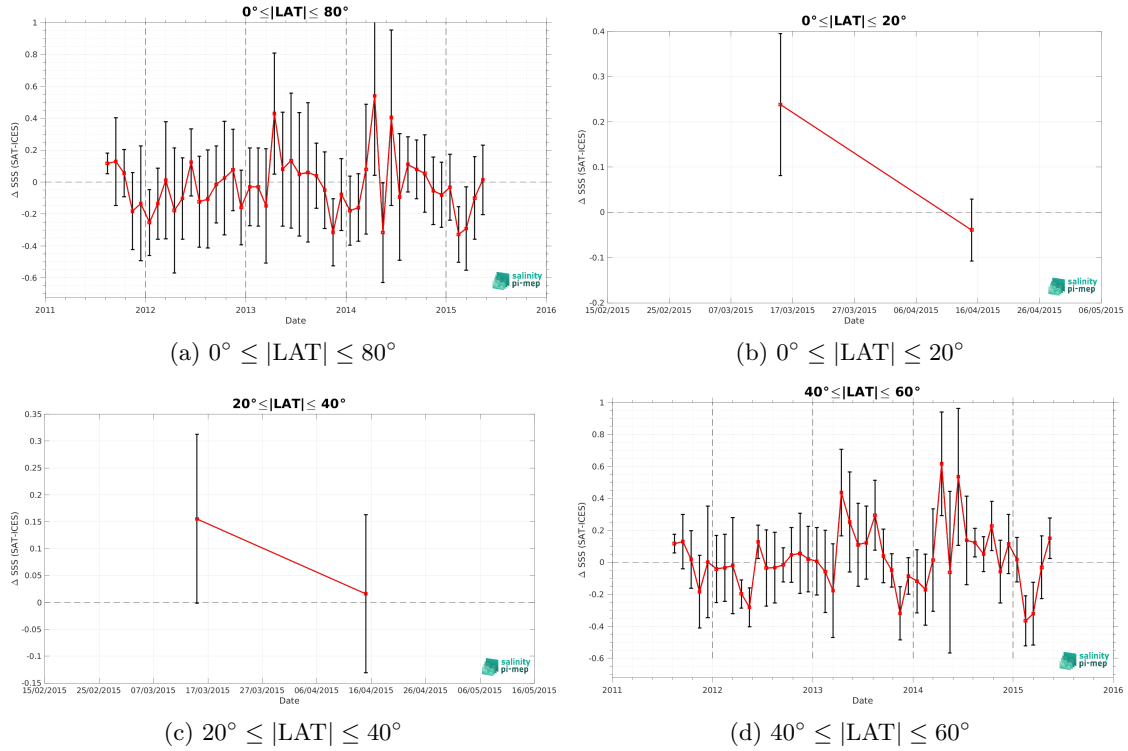 0°≤|LAT|≤ 80°
Δ SSS (SAT-ICES)
1
0.8
0.6
0.4
0.2
0
-0.2
-0.4
-0.6
2011 2012 2013 2014 2015 2016
Date
salinity
pi-mep
(a) 0° ≤ |LAT| ≤ 80°
0°≤|LAT|≤ 20°
Δ SSS (SAT-ICES)
0.4
0.3
0.2
0.1
0
-0.1
-0.2
15/02/2015 25/02/2015 07/03/2015 17/03/2015 27/03/2015 06/04/2015 16/04/2015 26/04/2015 06/05/2015
Date
salinity
pi-mep
(b) 0° ≤ |LAT| ≤ 20°
20°≤|LAT|≤ 40°
Δ SSS (SAT-ICES)
0.35
0.3
0.25
0.2
0.15
0.1
0.05
0
-0.05
-0.1
-0.15
15/02/2015 25/02/2015 07/03/2015 17/03/2015 27/03/2015 06/04/2015 16/04/2015 26/04/2015 06/05/2015 16/05/2015
Date
salinity
pi-mep
(c) 20° ≤ |LAT| ≤ 40°
40°≤|LAT|≤ 60°
Δ SSS (SAT-ICES)
1
0.8
0.6
0.4
0.2
0
-0.2
-0.4
-0.6
2011 2012 2013 2014 2015 2016
Date
salinity
pi-mep
(d) 40° ≤ |LAT| ≤ 60°